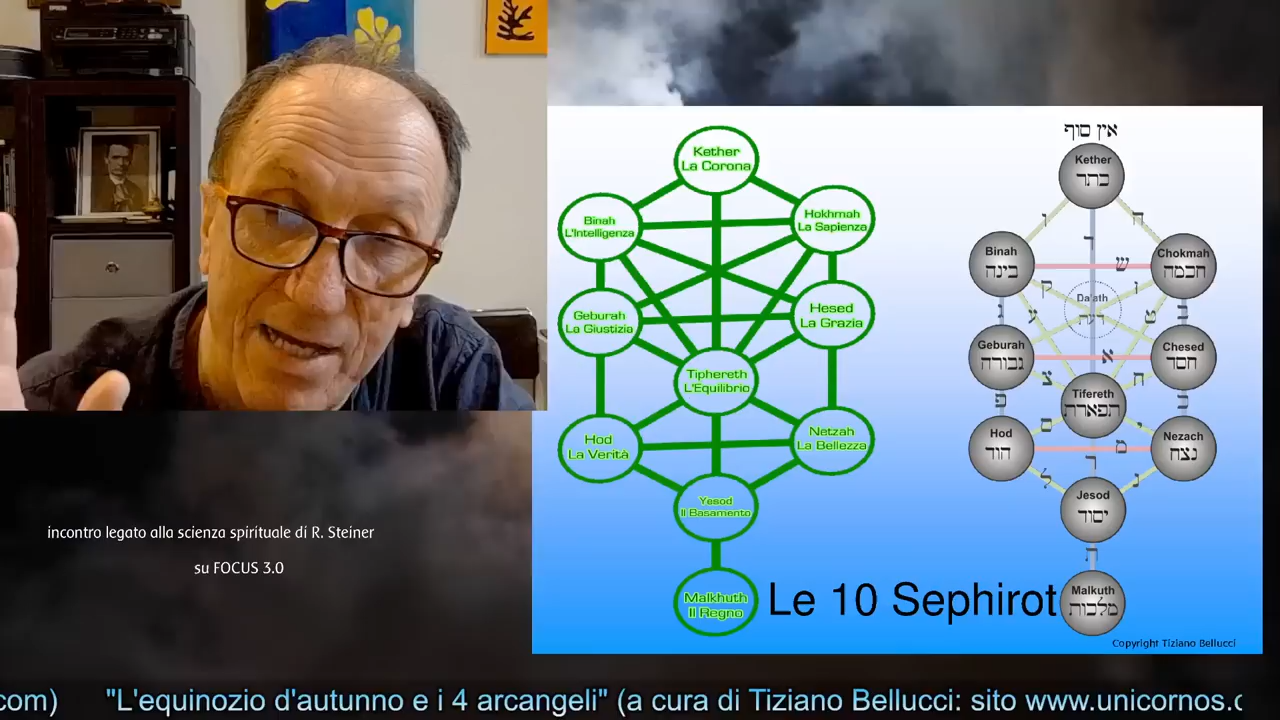 Kether
La Corona
Binah
L'Intelligenza
Hokhmah
La Sapienza
Geburah
La Giustizia
Hesed
La Grazia
Tiphereth
L'Equilibrio
Hod
La Verità
Netzah
La Bellezza
Yesod
Il Basamento
Malkhuth
Il Regno
Le 10 Sephirot
אין סוף
Kether
כתר
ו
ה
ד
Binah
בינה
ש
Chokmah
חכמה
ק
ז
Da'ath
Geburah
גבורה
א
Chesed
חסד
צ
ח
Tifereth
תפארת
פ
כ
ס
י
Hod
הוד
מ
Nezach
נצח
ר
ל
נ
Jesod
יסוד
ת
Malkuth
מלכות
Copyright Tiziano Bellucci
incontro legato alla scienza spirituale di R. Steiner
su FOCUS 3.0
com) "L'equinozio d'autunno e i 4 arcangeli" (a cura di Tiziano Bellucci: sito www.unicornos.c